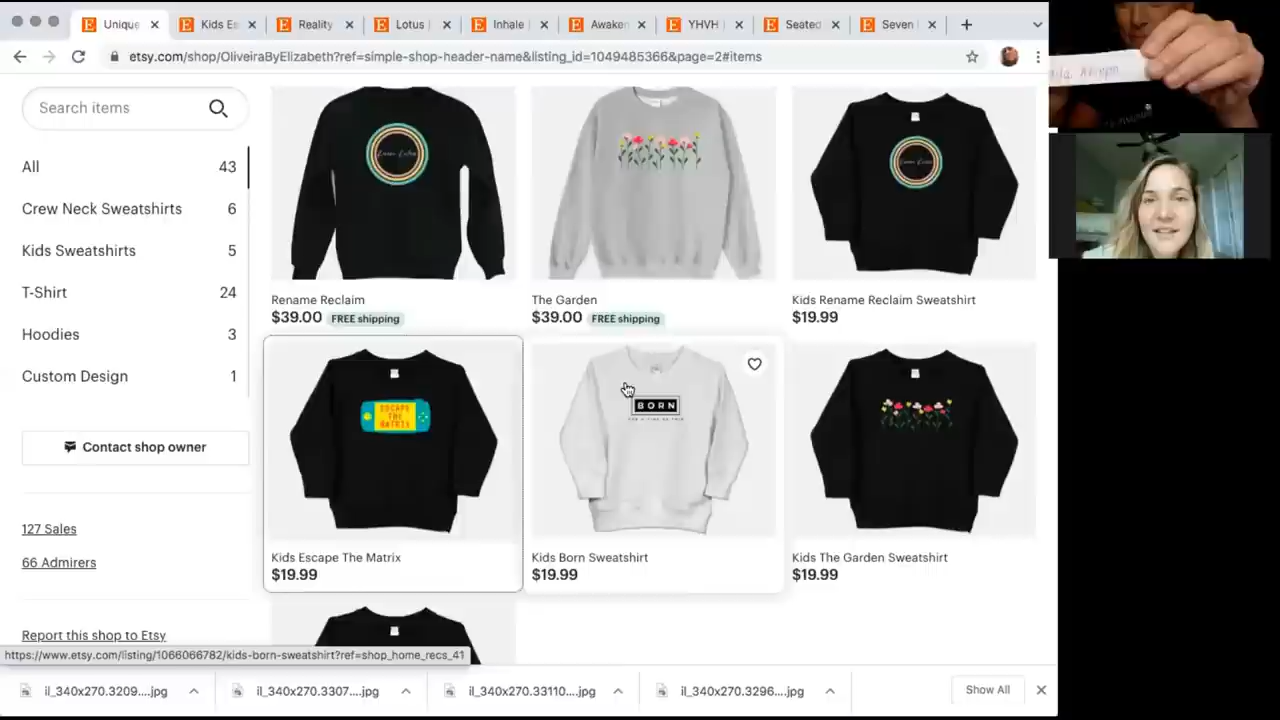 Unique
Kids Es
Reality
Lotus
Inhale
Awaken
YHVH
Seated
Seven
etsy.com/shop/OliveiraByElizabeth?ref=simple-shop-header-name&listing_id=1049485366&page=2#items
Search items
All 43
Crew Neck Sweatshirts 6
Kids Sweatshirts 5
T-Shirt 24
Hoodies 3
Custom Design 1
Contact shop owner
127 Sales
66 Admirers
Report this shop to Etsy
Rename Reclaim
$39.00 FREE shipping
The Garden
$39.00 FREE shipping
Kids Rename Reclaim Sweatshirt
$19.99
ESCAPE
THE
MATRIX
Kids Escape The Matrix
$19.99
BORN
Kids Born Sweatshirt
$19.99
Kids The Garden Sweatshirt
$19.99
https://www.etsy.com/listing/1066066782/kids-born-sweatshirt?ref=shop_home_recs_41
il_340x270.3209....jpg
il_340x270.3307....jpg
il_340x270.33110....jpg
il_340x270.3296....jpg
Show All